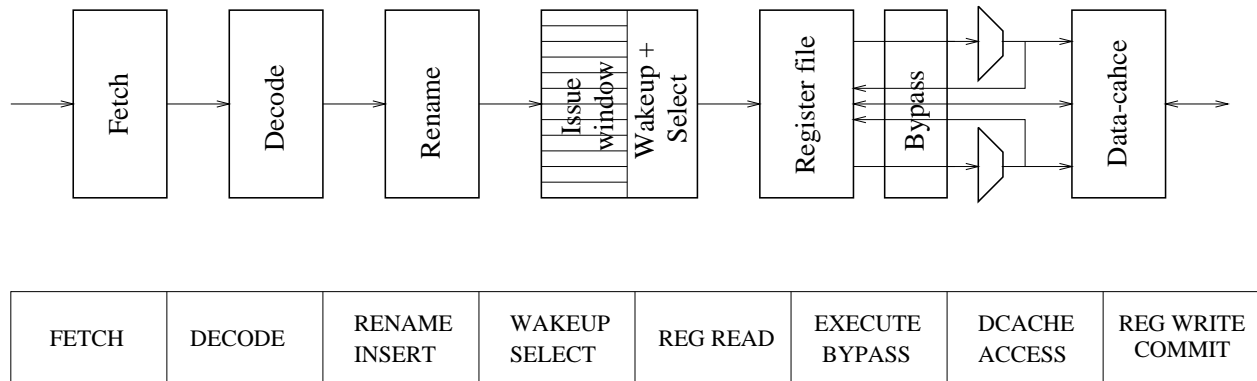 Fetch
Decode
Rename
Issue
window
Wakeup +
Select
Register file
Bypass
Data-cahce
FETCH
DECODE
RENAME
INSERT
WAKEUP
SELECT
REG READ
EXECUTE
BYPASS
DCACHE
ACCESS
REG WRITE
COMMIT